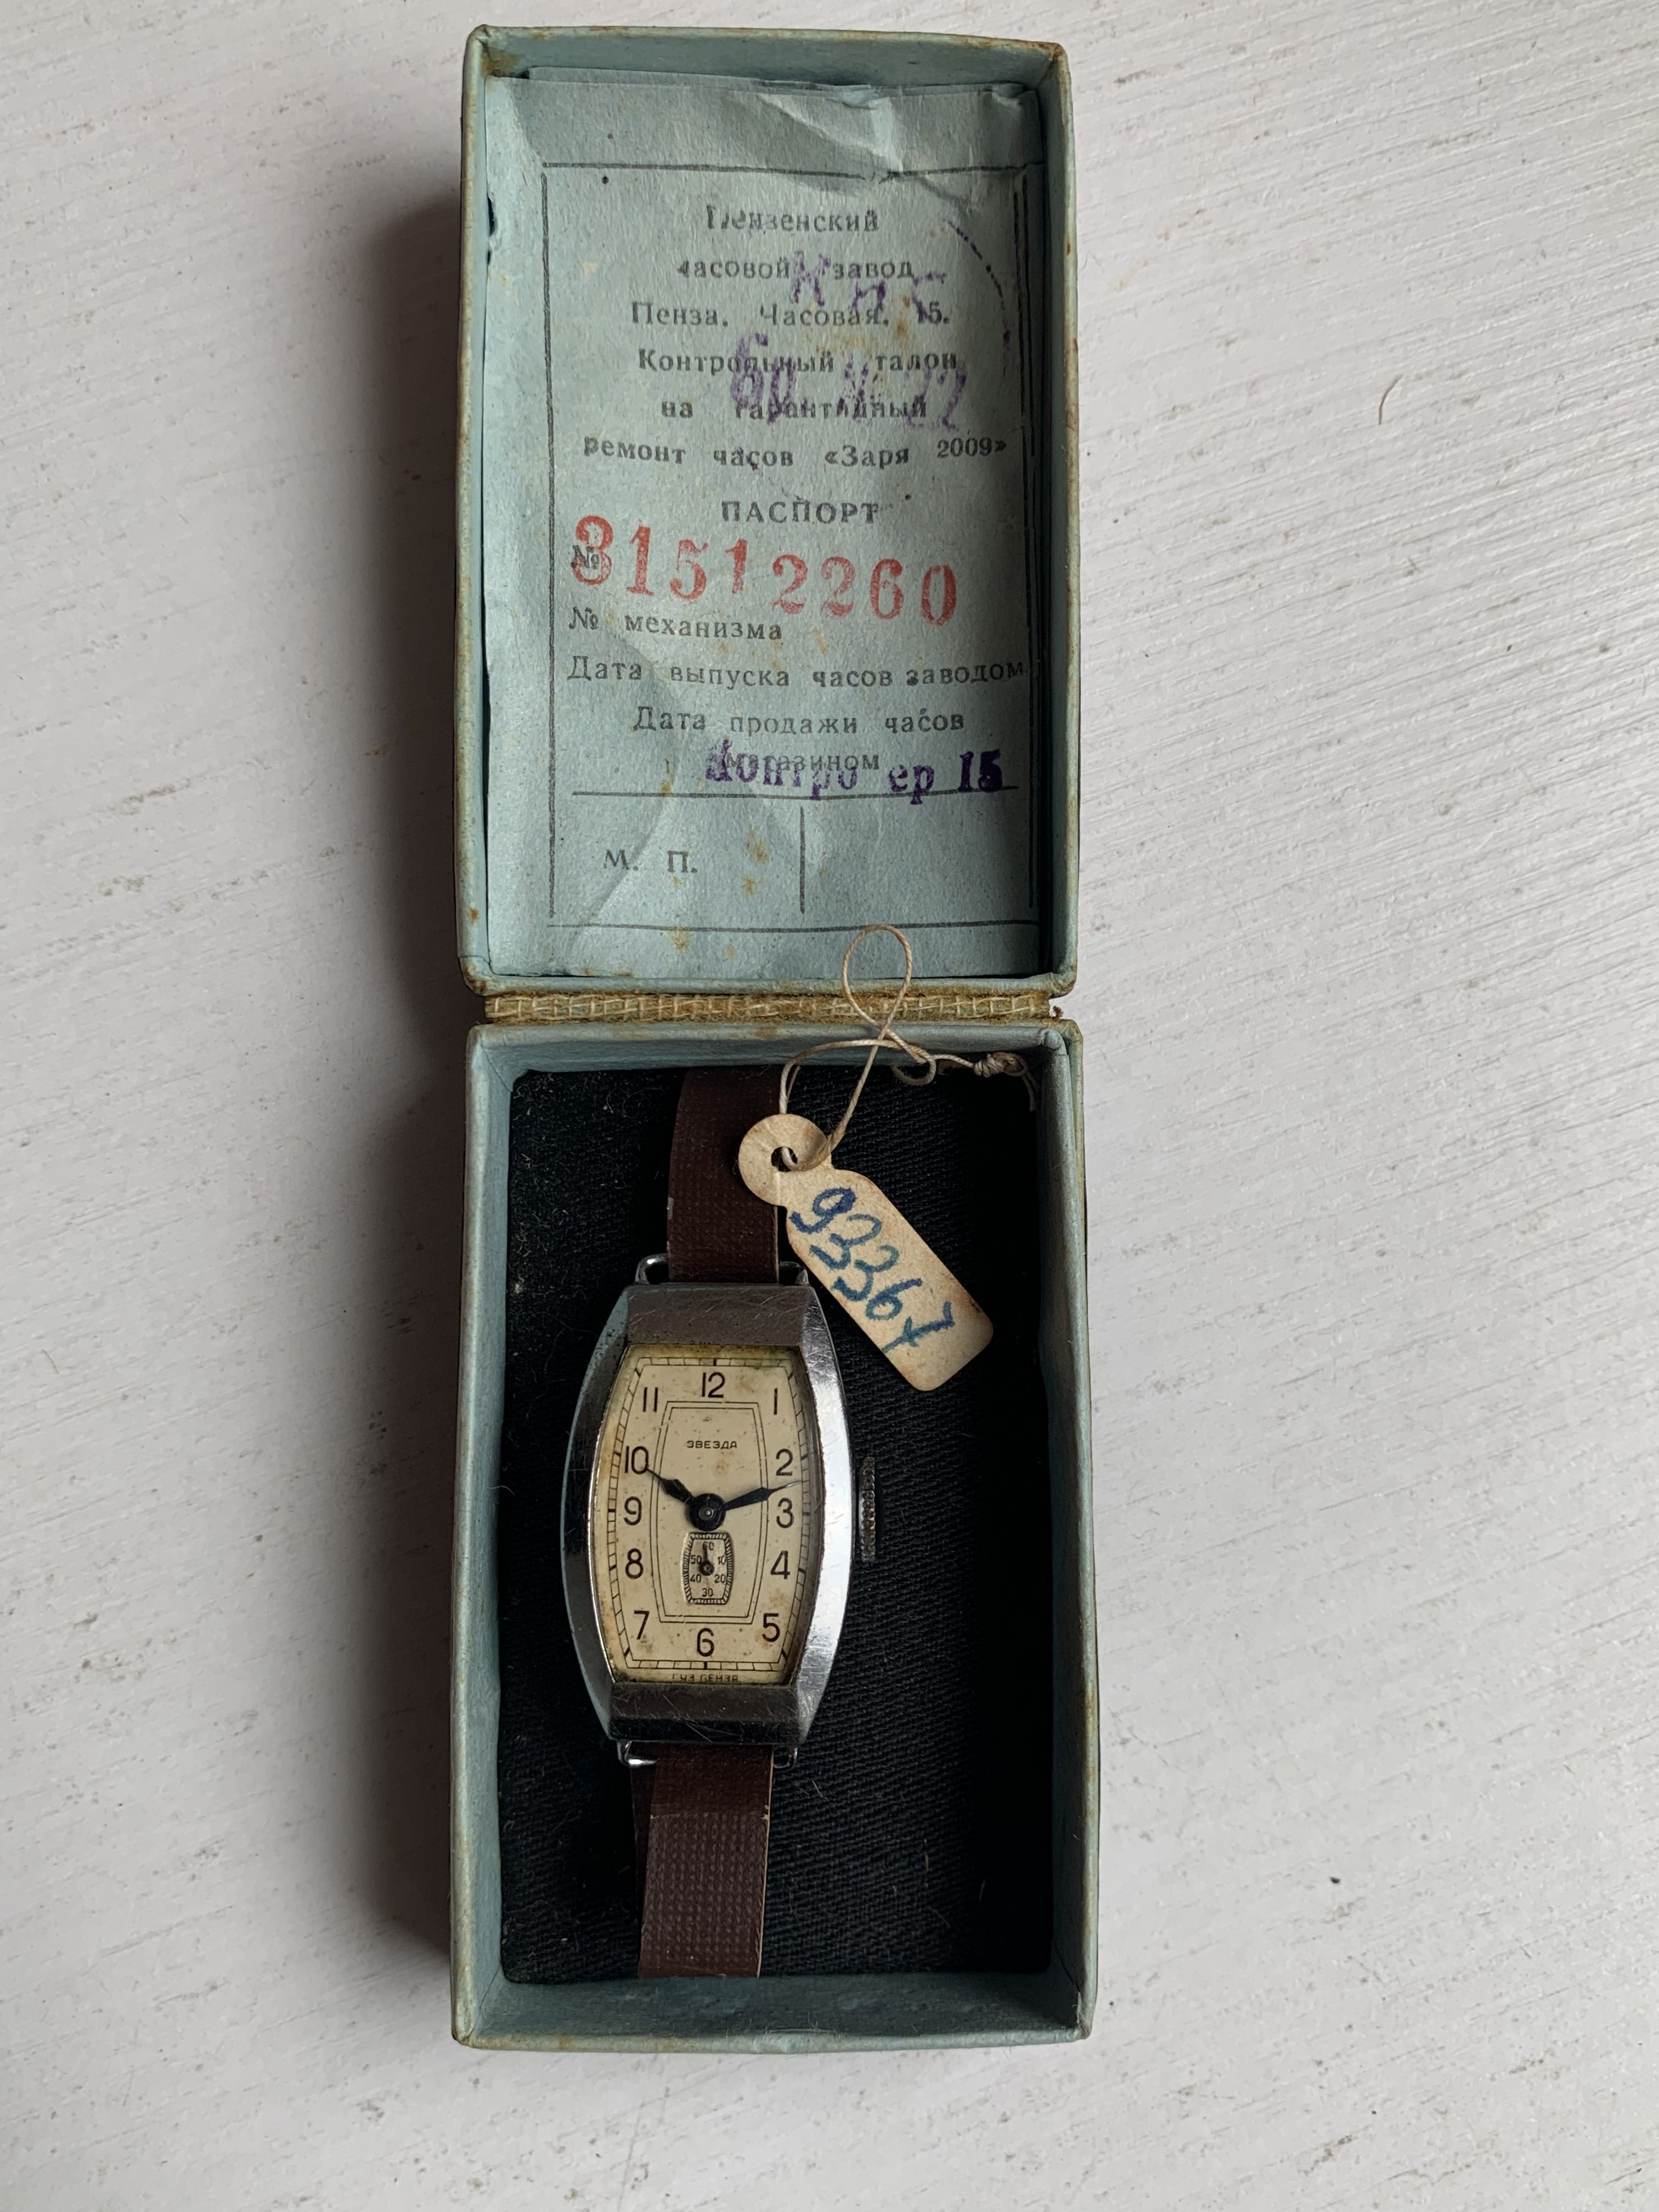 Пензенский
часовой завод
Пенза. Часовая, 15.
Контрольный талон
на гарантийный
ремонт часов «Заря 2009»
ПАСПОРТ
№ 31512260
№ механизма
Дата выпуска часов заводом
Дата продажи часов
магазином
Контро ер 15
М. П.
93367
12
11 1
ЗВЕЗДА
10 2
9 3
60
50 10
8 4
40 20
30
7 5
6
ПЕНЗА